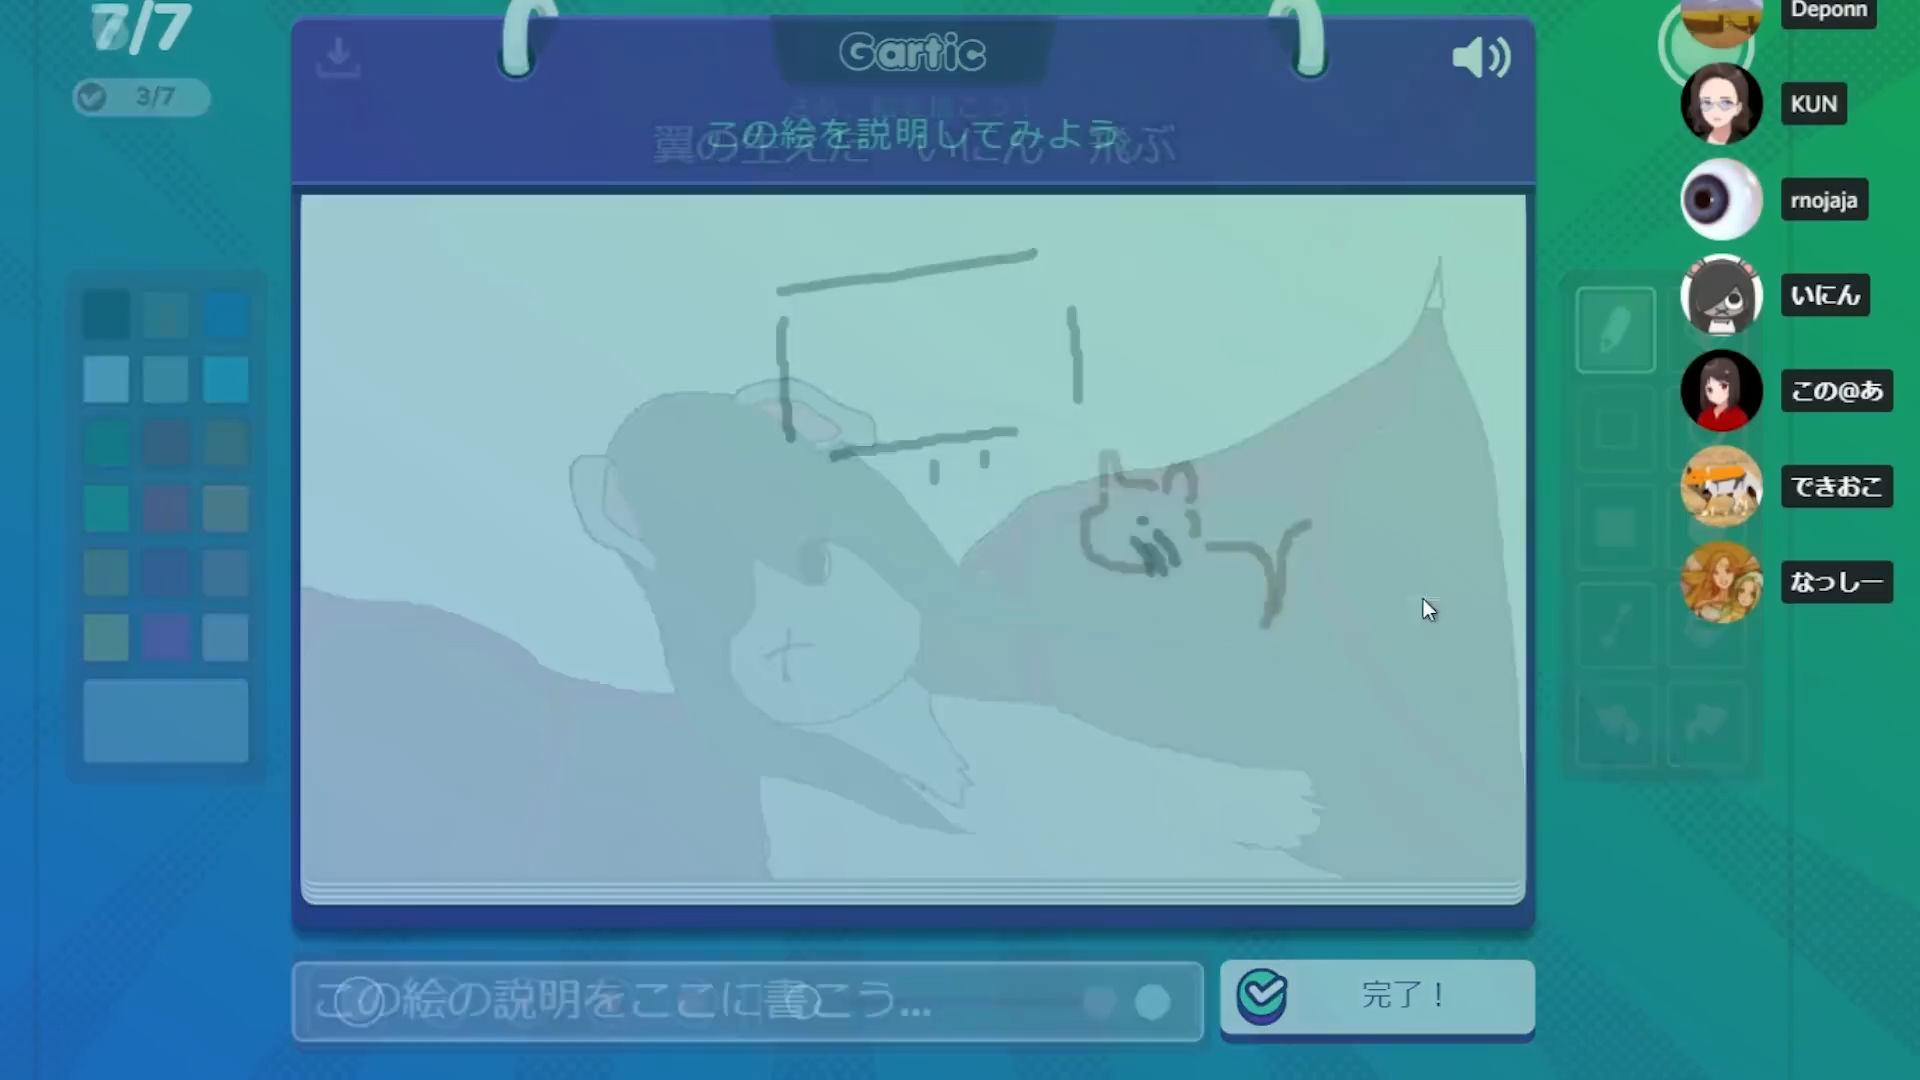 7/7
3/7
Gartic
この絵を説明してみよう
翼の生えた いにん 飛ぶ
この絵の説明をここに書こう...
完了！
Deponn
KUN
rnojaja
いにん
この@あ
できおこ
なっしー